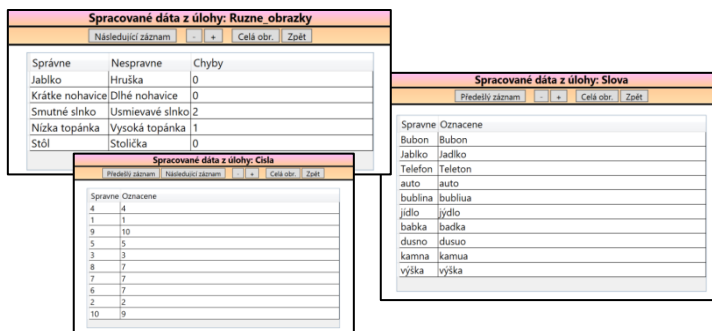 Spracované dáta z úlohy: Ruzne_obrazky
Následující záznam - + Celá obr. Zpět
Správne Nespravne Chyby
Jablko Hruška 0
Krátke nohavice Dlhé nohavice 0
Smutné slnko Usmievavé slnko 2
Nízka topánka Vysoká topánka 1
Stôl Stolička 0
Spracované dáta z úlohy: Cisla
Předešlý záznam Následující záznam - + Celá obr. Zpět
Spravne Oznacene
4 4
1 1
9 10
5 5
3 3
8 7
7 7
6 7
2 2
10 9
Spracované dáta z úlohy: Slova
Předešlý záznam - + Celá obr. Zpět
Spravne Oznacene
Bubon Bubon
Jablko Jadlko
Telefon Teleton
auto auto
bublina bubliua
jídlo jýdlo
babka badka
dusno dusuo
kamna kamua
výška výška